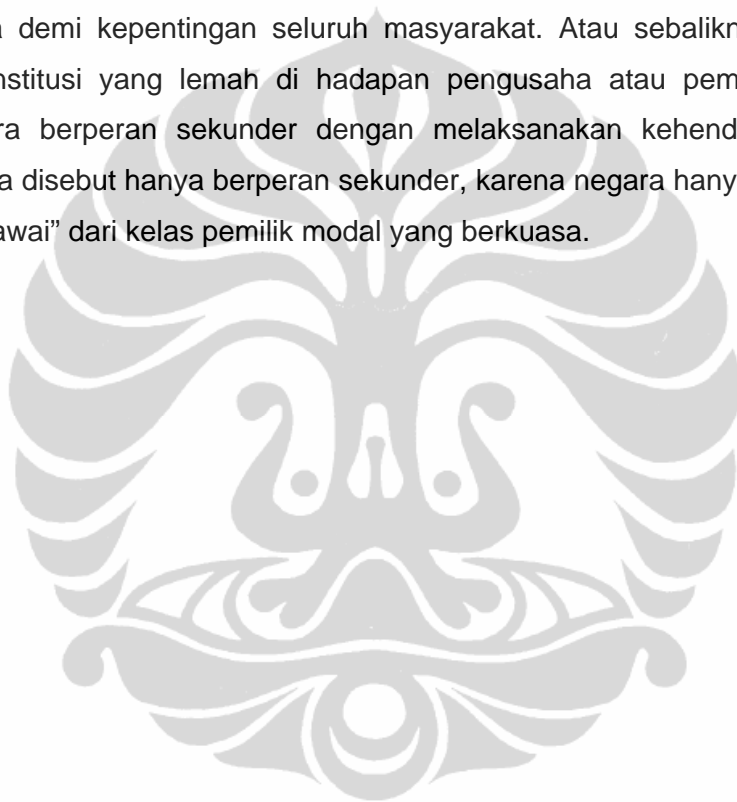 demi kepentingan seluruh masyarakat. Atau sebalikn
nstitusi yang lemah di hadapan pengusaha atau pem
ra berperan sekunder dengan melaksanakan kehend
a disebut hanya berperan sekunder, karena negara hany
awai” dari kelas pemilik modal yang berkuasa.